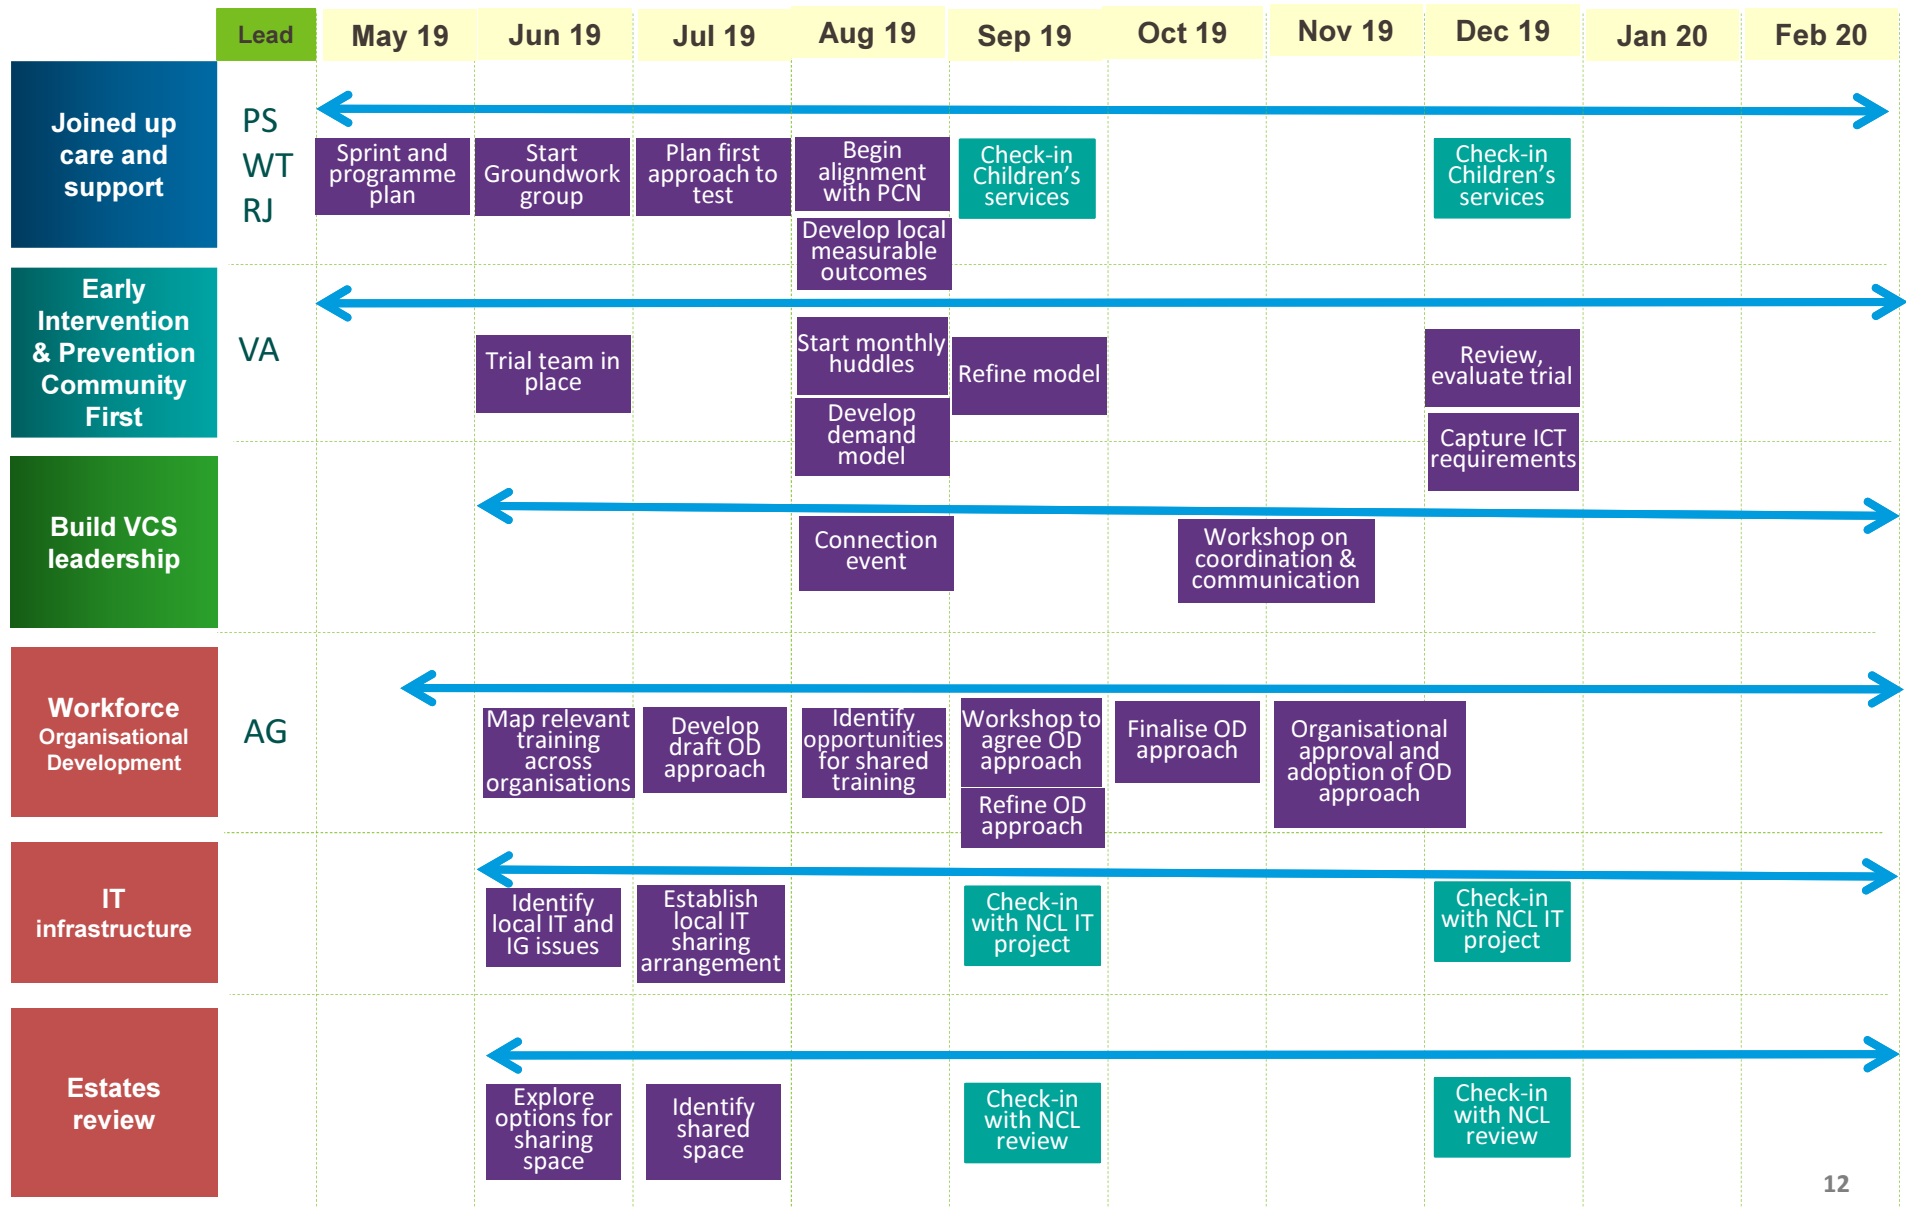 Lead
May 19
Jun 19
Jul 19
Aug 19
Sep 19
Oct 19
Nov 19
Dec 19
Jan 20
Feb 20
Joined up
care and
support
PS
WT
RJ
Sprint and
programme
plan
Start
Groundwork
group
Plan first
approach to
test
Begin
alignment
with PCN
Develop local
measurable
outcomes
Check-in
Children's
services
Check-in
Children's
services
Early
Intervention
& Prevention
Community
First
VA
Trial team in
place
Start monthly
huddles
Develop
demand
model
Refine model
Review,
evaluate trial
Capture ICT
requirements
Build VCS
leadership
Connection
event
Workshop on
coordination &
communication
Workforce
Organisational
Development
AG
Map relevant
training
across
organisations
Develop
draft OD
approach
Identify
opportunities
for shared
training
Workshop to
agree OD
approach
Refine OD
approach
Finalise OD
approach
Organisational
approval and
adoption of OD
approach
IT
infrastructure
Identify
local IT and
IG issues
Establish
local IT
sharing
arrangement
Check-in
with NCL IT
project
Check-in
with NCL IT
project
Estates
review
Explore
options for
sharing
space
Identify
shared
space
Check-in
with NCL
review
Check-in
with NCL
review
12